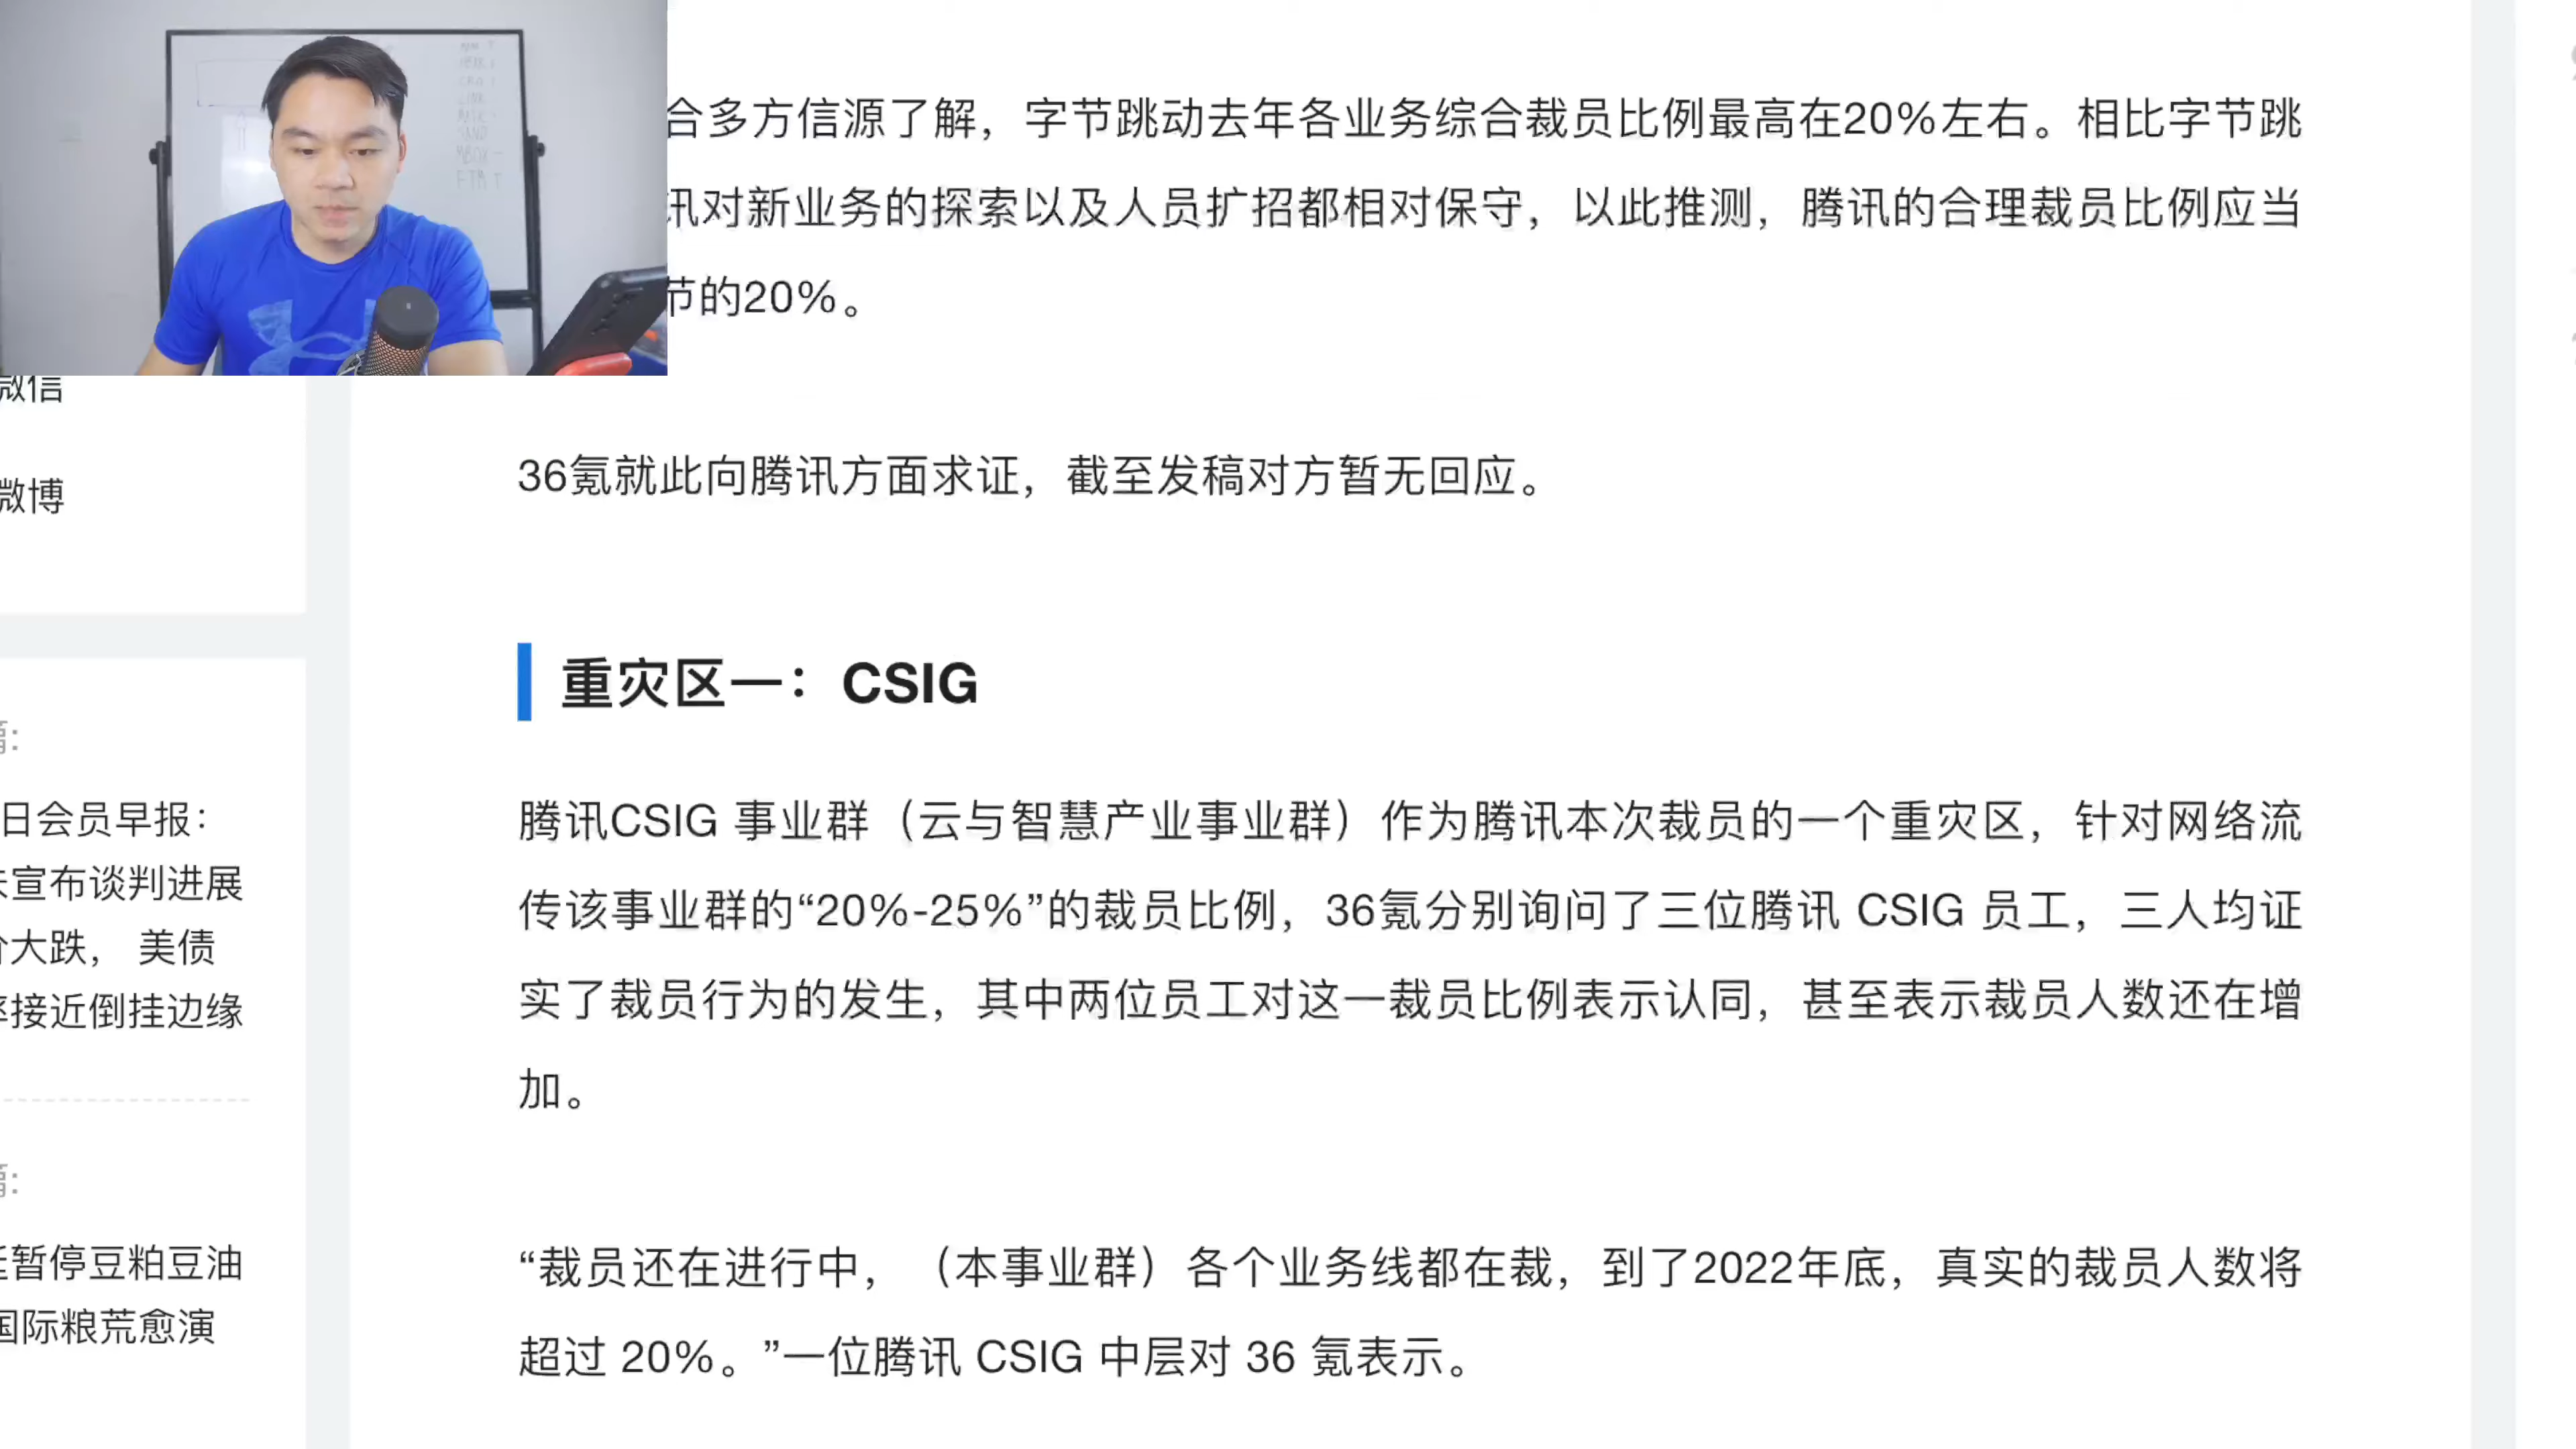 合多方信源了解，字节跳动去年各业务综合裁员比例最高在20%左右。相比字节跳
讯对新业务的探索以及人员扩招都相对保守，以此推测，腾讯的合理裁员比例应当
节的20%。
36氪就此向腾讯方面求证，截至发稿对方暂无回应。
重灾区一：CSIG
腾讯CSIG 事业群（云与智慧产业事业群）作为腾讯本次裁员的一个重灾区，针对网络流
传该事业群的“20%-25%”的裁员比例，36氪分别询问了三位腾讯 CSIG 员工，三人均证
实了裁员行为的发生，其中两位员工对这一裁员比例表示认同，甚至表示裁员人数还在增
加。
“裁员还在进行中，（本事业群）各个业务线都在裁，到了2022年底，真实的裁员人数将
超过 20%。”一位腾讯 CSIG 中层对 36 氪表示。
微信
微博
日会员早报：
宣布谈判进展
大跌， 美债
接近倒挂边缘
暂停豆粕豆油
国际粮荒愈演
LINK
SAND
MBOX -
FTM ↑